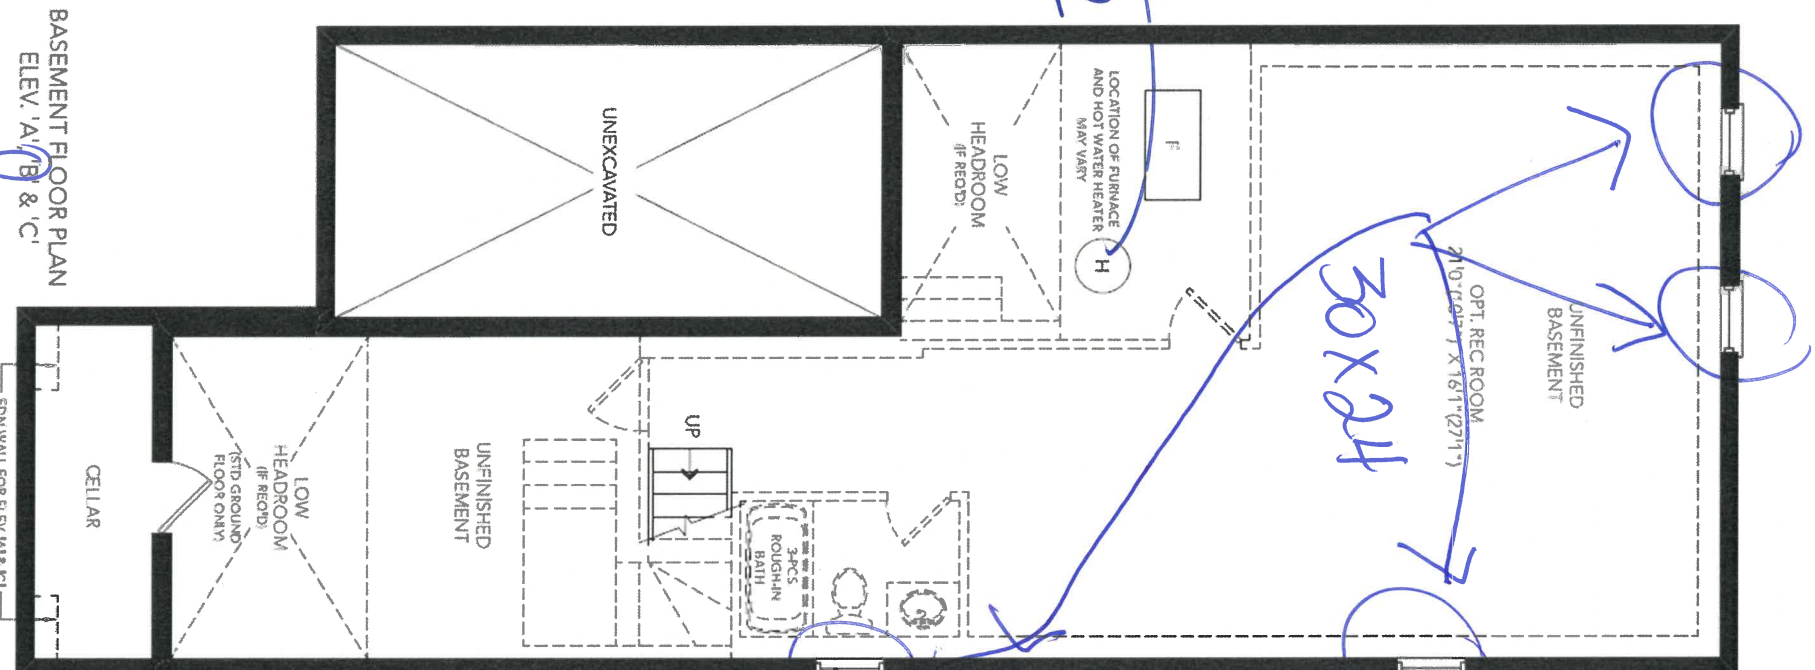 BASEMENT FLOOR PLAN
ELEV. 'A', 'B' & 'C'
UNEXCAVATED
LOW
HEADROOM
(IF REQ'D)
LOCATION OF FURNACE
AND HOT WATER HEATER
MAY VARY
F
H
UNFINISHED
BASEMENT
OPT. REC ROOM
30x24
UP
UNFINISHED
BASEMENT
3-PCS
ROUGH-IN
BATH
LOW
HEADROOM
(IF REQ'D)
(STD GROUND
FLOOR ONLY)
CELLAR